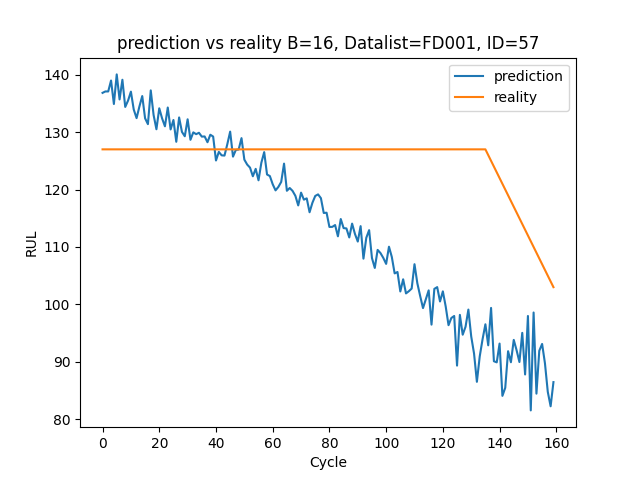 prediction vs reality B=16, Datalist=FD001, ID=57
prediction
reality
140
130
120
110
100
90
80
RUL
0 20 40 60 80 100 120 140 160
Cycle